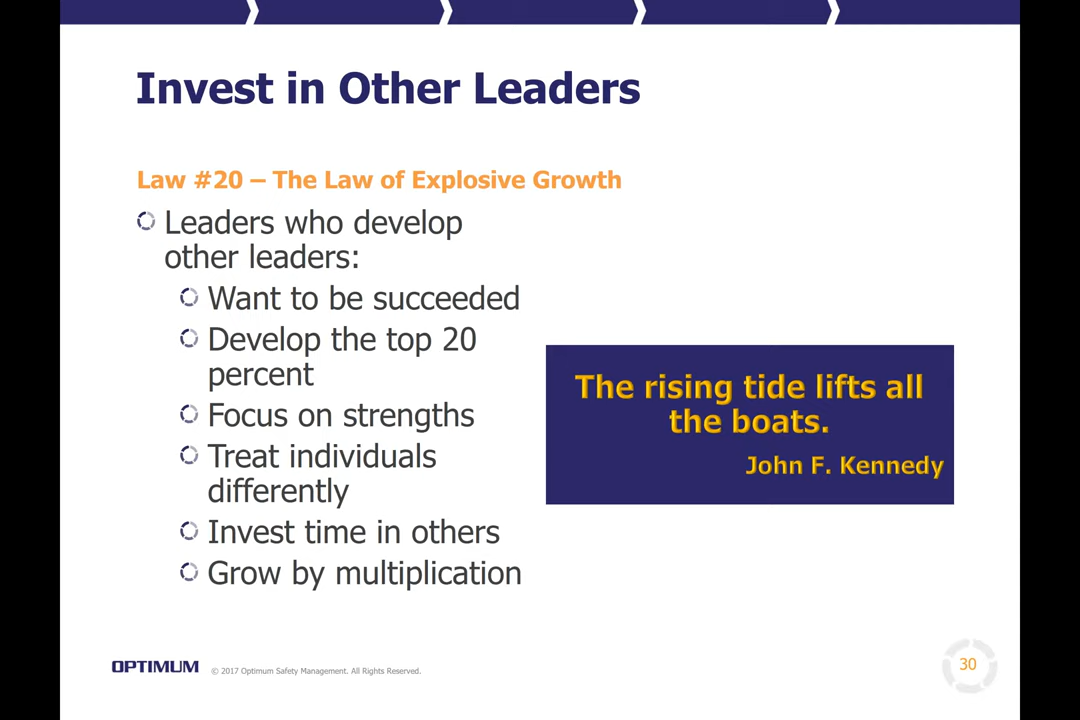 Invest in Other Leaders
Law #20 – The Law of Explosive Growth
Leaders who develop
other leaders:
Want to be succeeded
Develop the top 20
percent
Focus on strengths
Treat individuals
differently
Invest time in others
Grow by multiplication
The rising tide lifts all
the boats.
John F. Kennedy
OPTIMUM
© 2017 Optimum Safety Management. All Rights Reserved.
30